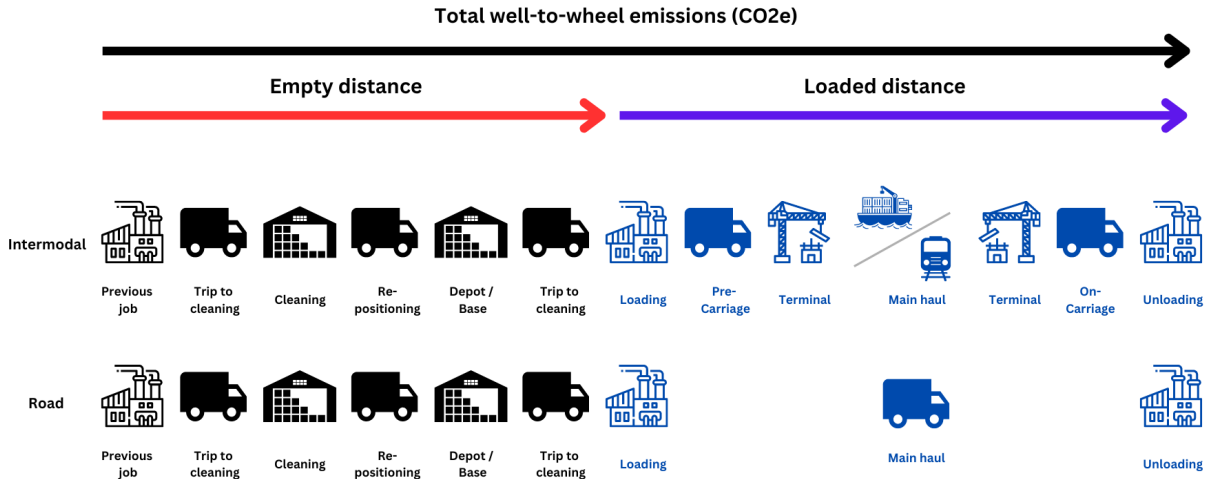 Total well-to-wheel emissions (CO2e)
Empty distance
Loaded distance
Intermodal
Previous
job
Trip to
cleaning
Cleaning
Re-
positioning
Depot /
Base
Trip to
cleaning
Loading
Pre-
Carriage
Terminal
Main haul
Terminal
On-
Carriage
Unloading
Road
Previous
job
Trip to
cleaning
Cleaning
Re-
positioning
Depot /
Base
Trip to
cleaning
Loading
Main haul
Unloading